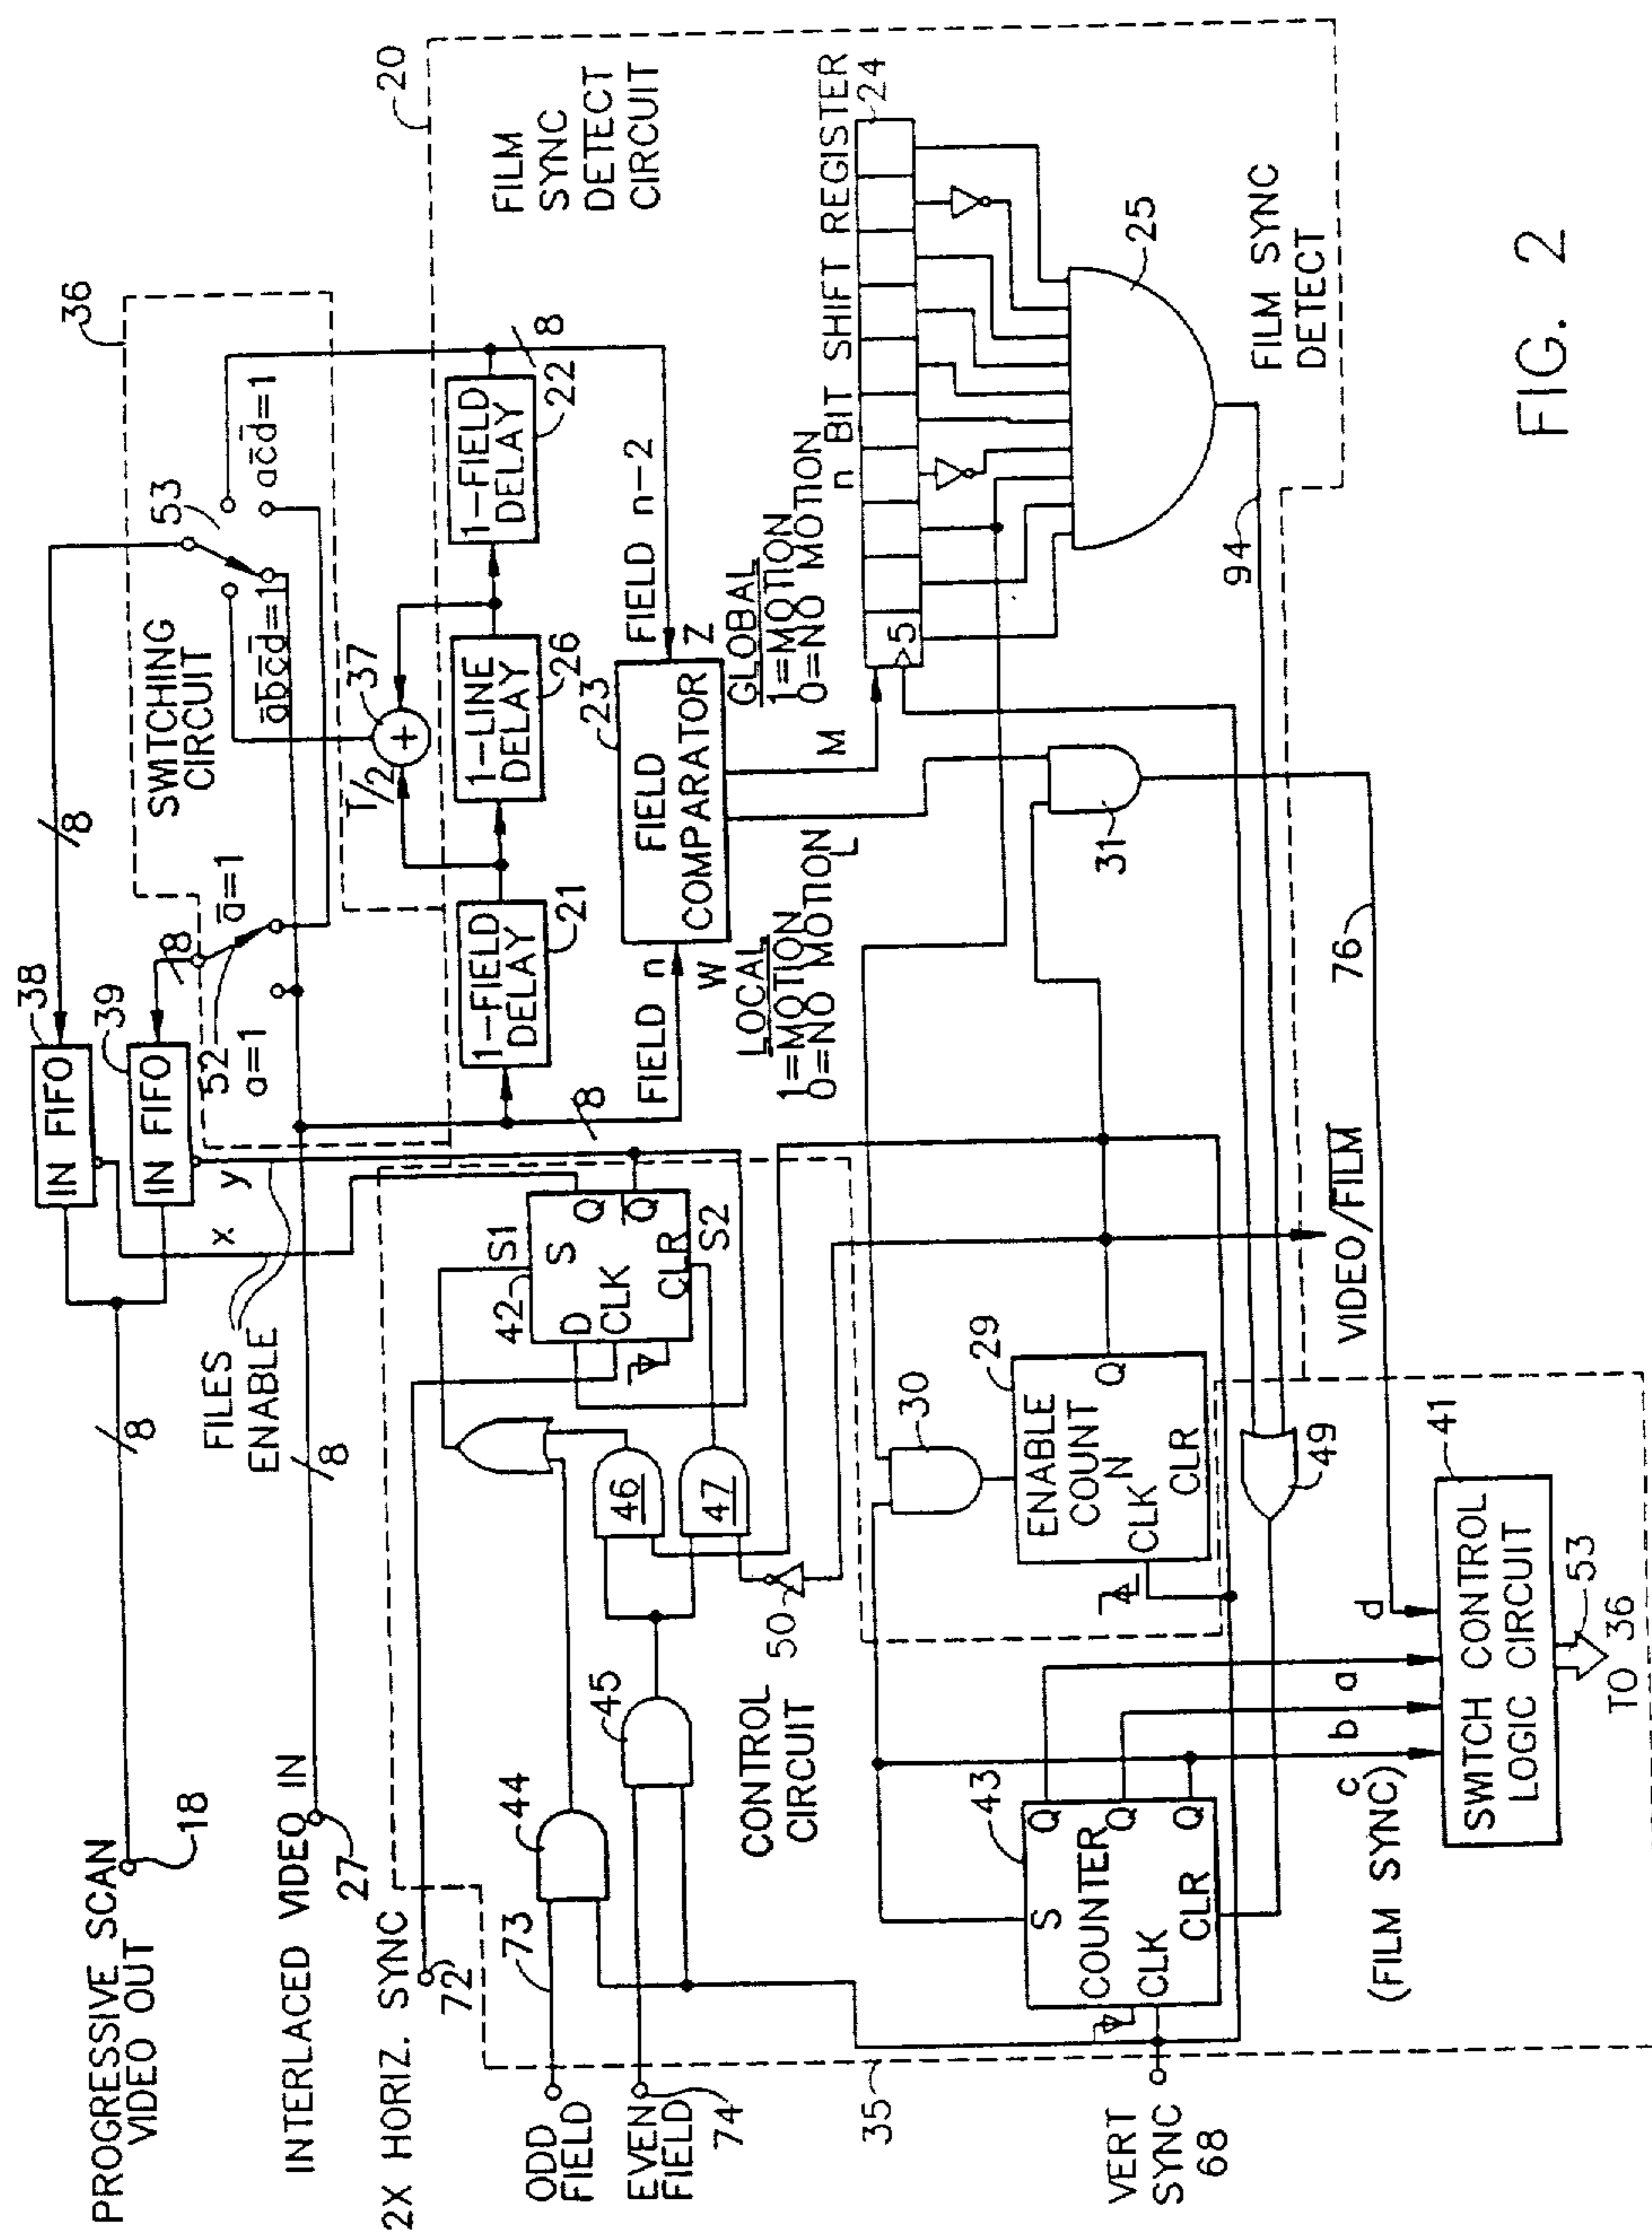 PROGRESSIVE SCAN
VIDEO OUT
18
8
FILES
ENABLE
x
y
IN FIFO
38
IN FIFO
39
8
8
52
a=1
a̅=1
SWITCHING
CIRCUIT
36
53
a̅b̅c̅d̅=1
ac̅d̅=1
INTERLACED VIDEO IN
27
8
8
1-FIELD
DELAY
21
T/2
+
37
1-LINE
DELAY
26
1-FIELD
DELAY
22
8
20
FILM
SYNC
DETECT
CIRCUIT
FIELD n
W
FIELD
COMPARATOR
23
FIELD n-2
Z
LOCAL
1=MOTION
0=NO MOTION
L
M
GLOBAL
1=MOTION
0=NO MOTION
n BIT SHIFT REGISTER
24
5
25
FILM SYNC
DETECT
94
31
76
2X HORIZ. SYNC
72
ODD
FIELD
73
EVEN
FIELD
74
44
45
46
47
50
CONTROL
CIRCUIT
42
S1
S
D
CLK
Q
Q̅
CLR
S2
30
29
ENABLE
COUNT
N
CLK
CLR
Q
VIDEO/F̅I̅L̅M̅
35
VERT
SYNC
68
43
S
COUNTER
CLK
CLR
Q
Q
Q
49
c
(FILM SYNC)
b
a
d
41
SWITCH CONTROL
LOGIC CIRCUIT
53
TO 36
FIG. 2